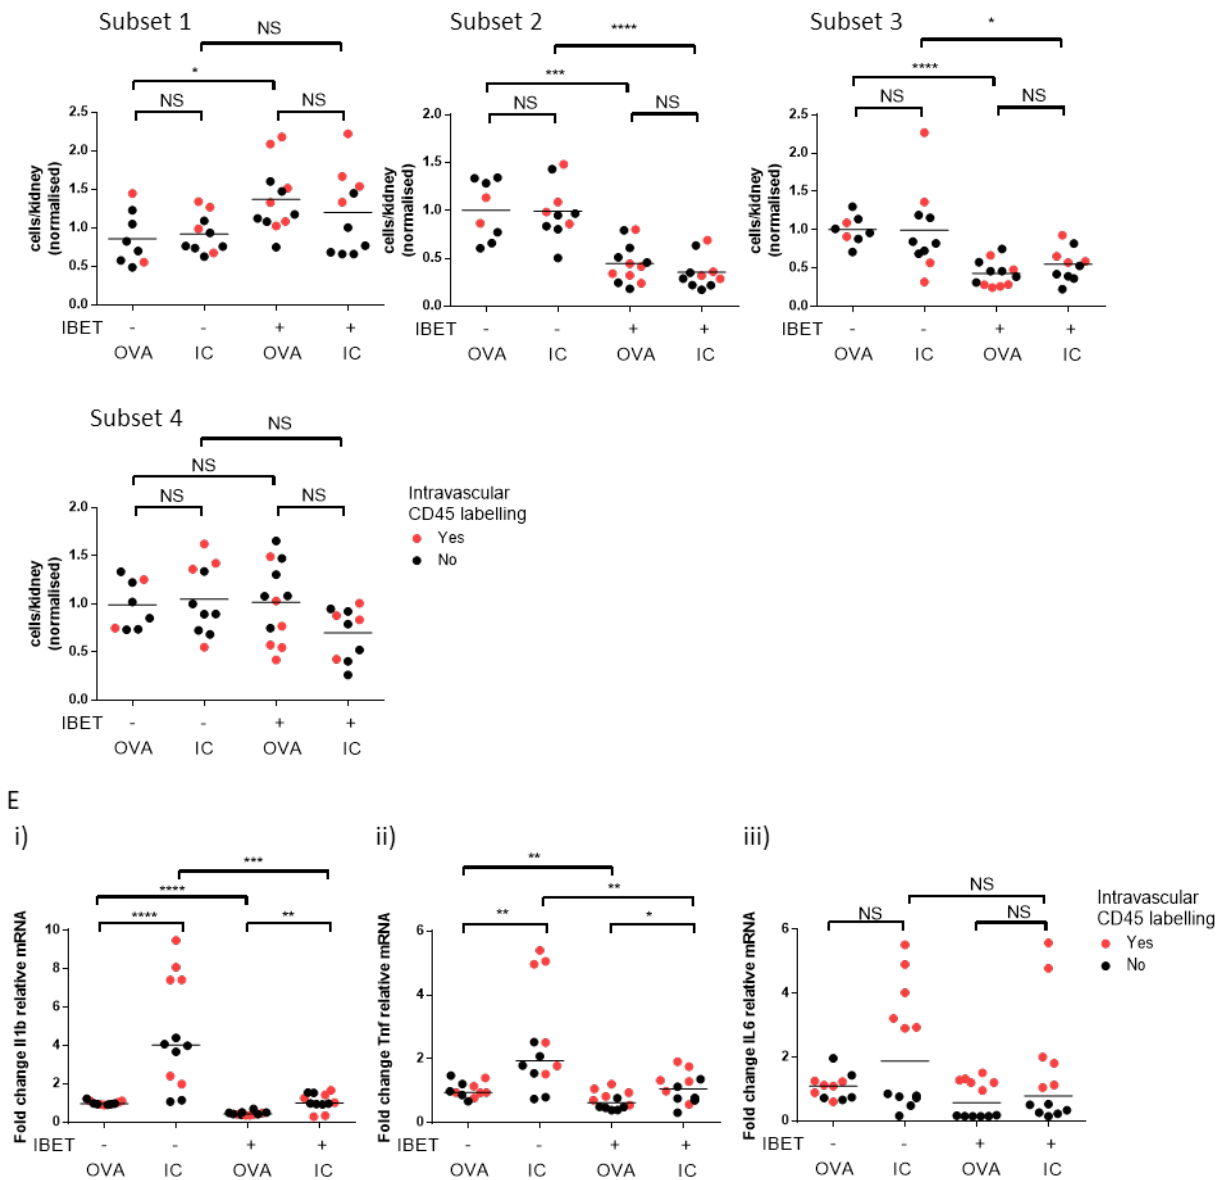 Subset 1
NS
*
NS
NS
cells/kidney
(normalised)
2.5
2.0
1.5
1.0
0.5
0.0
IBET - - + +
OVA IC OVA IC
Subset 2
****
***
NS
NS
cells/kidney
(normalised)
2.0
1.5
1.0
0.5
0.0
- - + +
OVA IC OVA IC
Subset 3
*
****
NS
NS
cells/kidney
(normalised)
2.5
2.0
1.5
1.0
0.5
0.0
IBET - - + +
OVA IC OVA IC
Subset 4
NS
NS
NS
NS
cells/kidney
(normalised)
2.0
1.5
1.0
0.5
0.0
IBET - - + +
OVA IC OVA IC
Intravascular
CD45 labelling
Yes
No
E
i)
***
****
****
**
Fold change Il1b relative mRNA
10
8
6
4
2
0
IBET - - + +
OVA IC OVA IC
ii)
**
**
**
*
Fold change Tnf relative mRNA
6
4
2
0
IBET - - + +
OVA IC OVA IC
iii)
NS
NS
NS
Fold change IL6 relative mRNA
6
4
2
0
IBET - - + +
OVA IC OVA IC
Intravascular
CD45 labelling
Yes
No